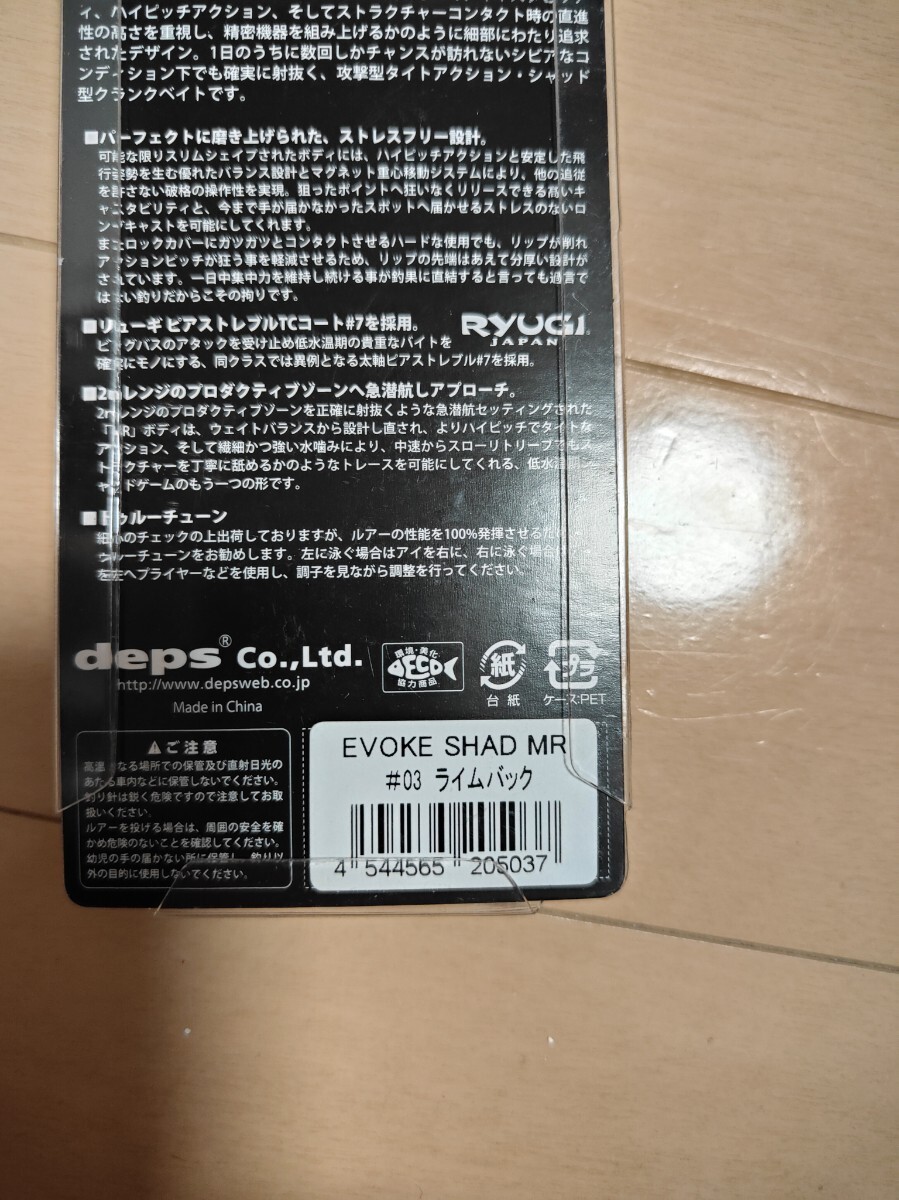 ィ、ハイピッチアクション、そしてストラクチャーコンタクト時の直進
性の高さを重視し、精密機器を組み上げるかのように細部にわたり追求
されたデザイン。1日のうちに数回しかチャンスが訪れないシビアなコ
ンディション下でも確実に射抜く、攻撃型タイトアクション・シャッド
型クランクベイトです。
■パーフェクトに磨き上げられた、ストレスフリー設計。
可能な限りスリムシェイプされたボディには、ハイピッチアクションと安定した飛
行姿勢を生む優れたバランス設計とマグネット重心移動システムにより、他の追従
を許さない破格の操作性を実現。狙ったポイントへ狂いなくリリースできる高いキ
ャスタビリティと、今まで手が届かなかったスポットへ届かせるストレスのないロ
ングキャストを可能にしてくれます。
またロックカバーにガツガツとコンタクトさせるハードな使用でも、リップが削れ
アクションピッチが狂う事を軽減させるため、リップの先端はあえて分厚い設計が
されています。一日中集中力を維持し続ける事が釣果に直結すると言っても過言で
はない釣りだからこその拘りです。
■リューギ ピアストレブルTCコート#7を採用。
RYUGI
JAPAN
ビッグバスのアタックを受け止め低水温期の貴重なバイトを
確実にモノにする、同クラスでは異例となる太軸ピアストレブル#7を採用。
■2mレンジのプロダクティブゾーンへ急潜航しアプローチ。
2mレンジのプロダクティブゾーンを正確に射抜くような急潜航セッティングされた
「MR」ボディは、ウェイトバランスから設計し直され、よりハイピッチでタイトな
アクション、そして繊細かつ強い水噛みにより、中速からスローリトリーブでもス
トラクチャーを丁寧に舐めるかのようなトレースを可能にしてくれる、低水温期シ
ャッドゲームのもう一つの形です。
■トゥルーチューン
細心のチェックの上出荷しておりますが、ルアーの性能を100%発揮させるため
ゥルーチューンをお勧めします。左に泳ぐ場合はアイを右に、右に泳ぐ場合は
を左へプライヤーなどを使用し、調子を見ながら調整を行ってください。
deps® Co.,Ltd.
http://www.depsweb.co.jp
Made in China
環境・美化
ECO
協力商品
紙
台紙
プラ
ケース:PET
⚠ご注意
高温となる場所での保管及び直射日光の
あたる車内などに保管しないでください。
釣り針は鋭く危険ですので注意してお取
扱いください。
ルアーを投げる場合は、周囲の安全を確
かめ危険のないことを確認してください。
幼児の手の届かない所に保管し、釣り以
外の目的に使用しないでください。
EVOKE SHAD MR
#03 ライムバック
4 544565 205037